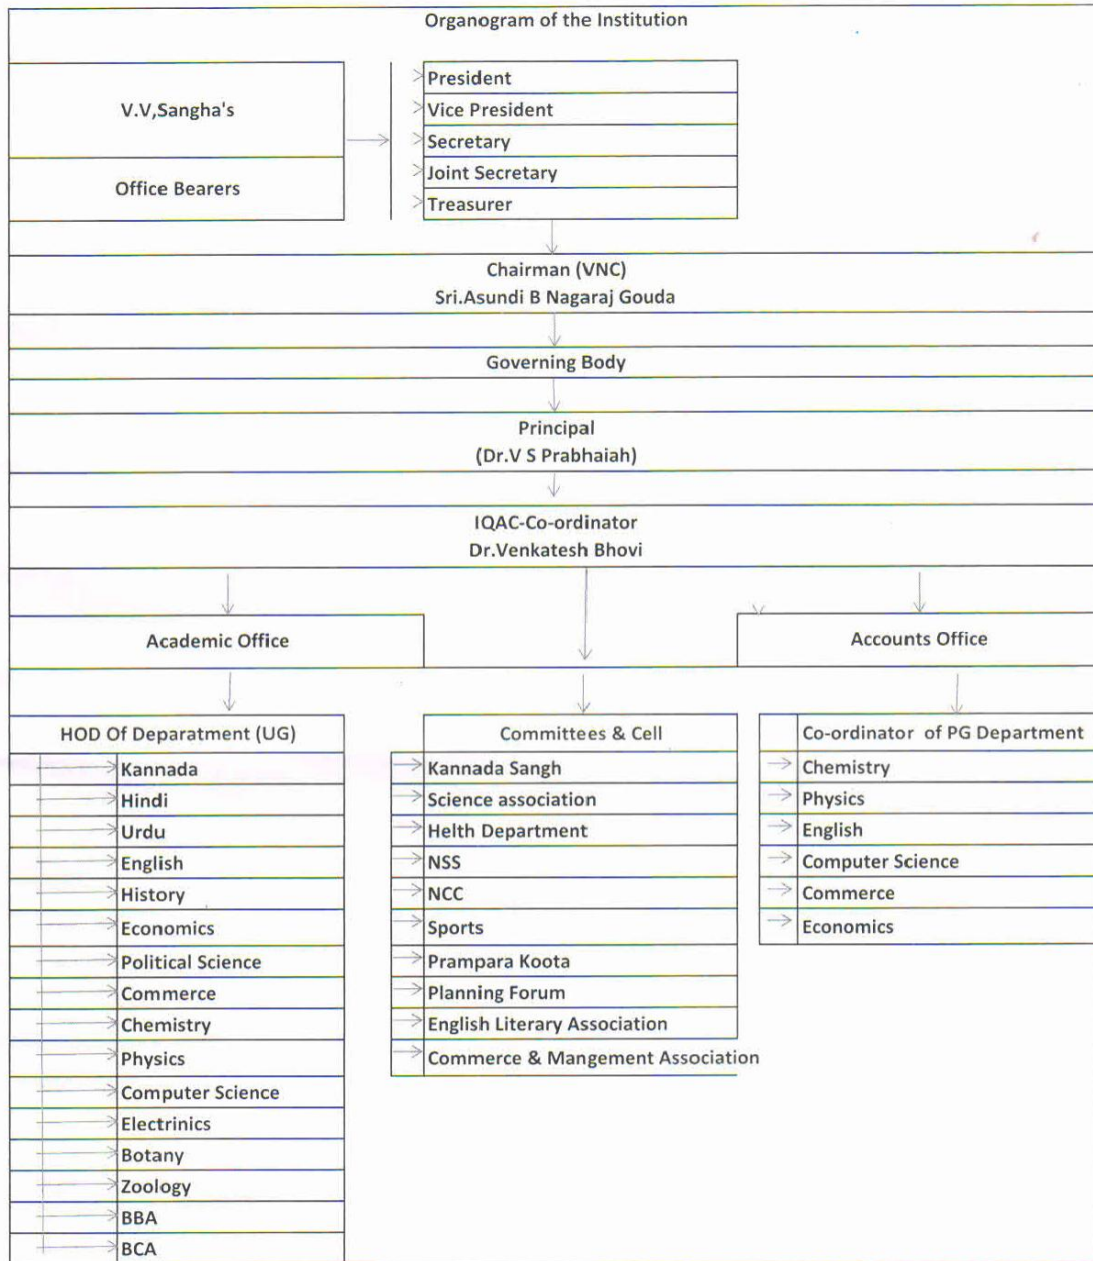 Organogram of the Institution
V.V,Sangha's
Office Bearers
President
Vice President
Secretary
Joint Secretary
Treasurer
Chairman (VNC)
Sri.Asundi B Nagaraj Gouda
Governing Body
Principal
(Dr.V S Prabhaiah)
IQAC-Co-ordinator
Dr.Venkatesh Bhovi
Academic Office
Accounts Office
HOD Of Deparatment (UG)
Kannada
Hindi
Urdu
English
History
Economics
Political Science
Commerce
Chemistry
Physics
Computer Science
Electrinics
Botany
Zoology
BBA
BCA
Committees & Cell
Kannada Sangh
Science association
Helth Department
NSS
NCC
Sports
Prampara Koota
Planning Forum
English Literary Association
Commerce & Mangement Association
Co-ordinator of PG Department
Chemistry
Physics
English
Computer Science
Commerce
Economics